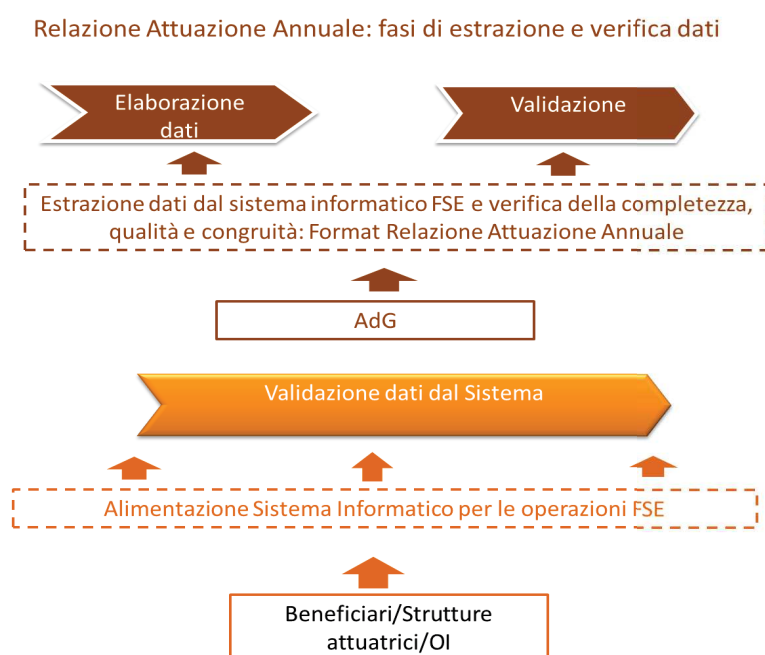 Relazione Attuazione Annuale: fasi di estrazione e verifica dati
Elaborazione
dati
Validazione
Estrazione dati dal sistema informatico FSE e verifica della completezza,
qualità e congruità: Format Relazione Attuazione Annuale
AdG
Validazione dati dal Sistema
Alimentazione Sistema Informatico per le operazioni FSE
Beneficiari/Strutture
attuatrici/OI